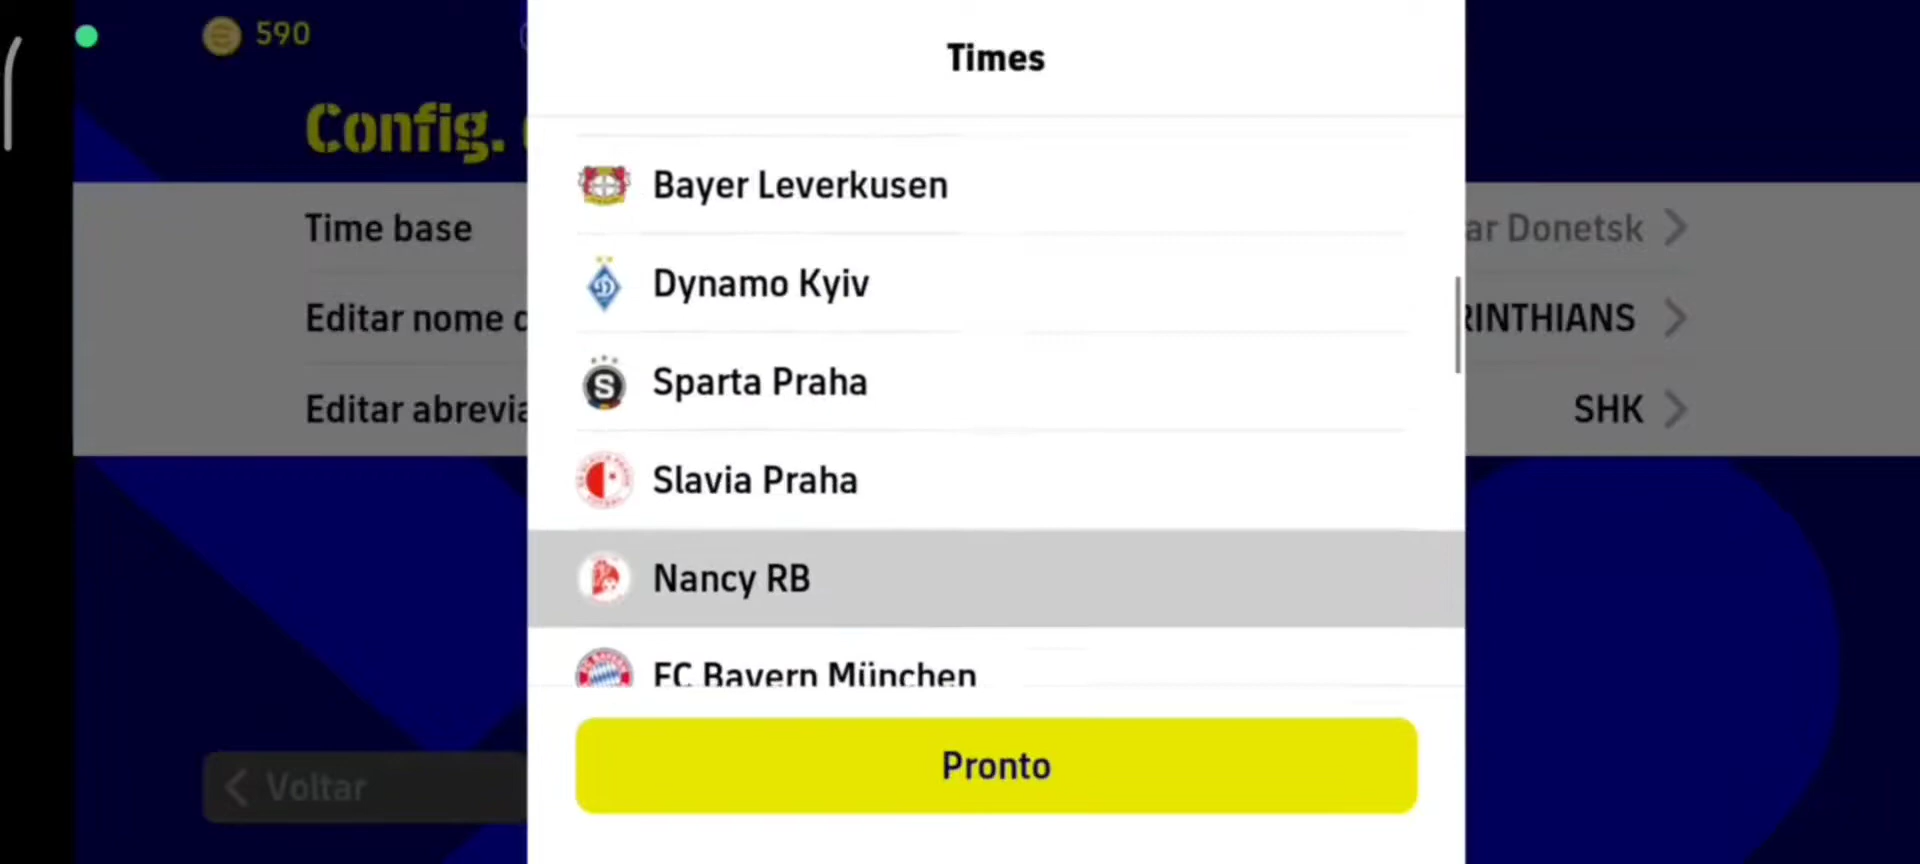 590
Times
Config.
Bayer Leverkusen
Time base
ar Donetsk
Dynamo Kyiv
Editar nome
RINTHIANS
Sparta Praha
Editar abrevia
SHK
Slavia Praha
Nancy RB
FC Bayern München
Pronto
Voltar